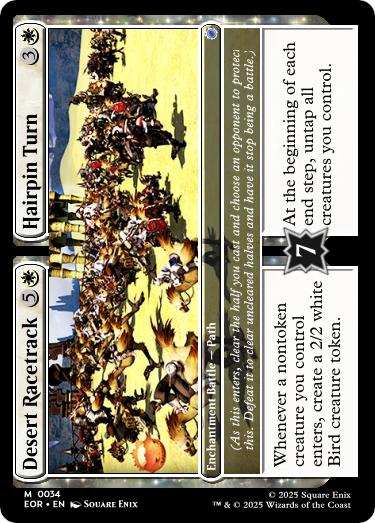 Desert Racetrack 5
Hairpin Turn 3
Enchantment Battle — Path
(As this enters, clear the half you cast and choose an opponent to protect
this. Defeat it to clear uncleared halves and have it stop being a battle.)
Whenever a nontoken
creature you control
enters, create a 2/2 white
Bird creature token.
7
At the beginning of each
end step, untap all
creatures you control.
M 0034
EOR • EN SQUARE ENIX
© 2025 Square Enix
™ & © 2025 Wizards of the Coast